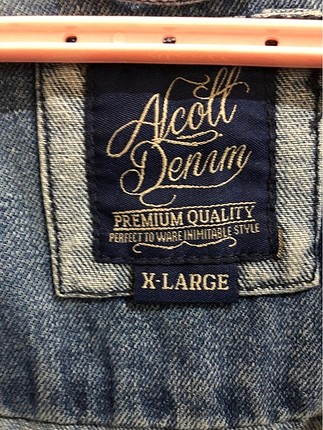 Alcott
Denim
PREMIUM QUALITY
PERFECT TO WARE INIMITABLE STYLE
X-LARGE